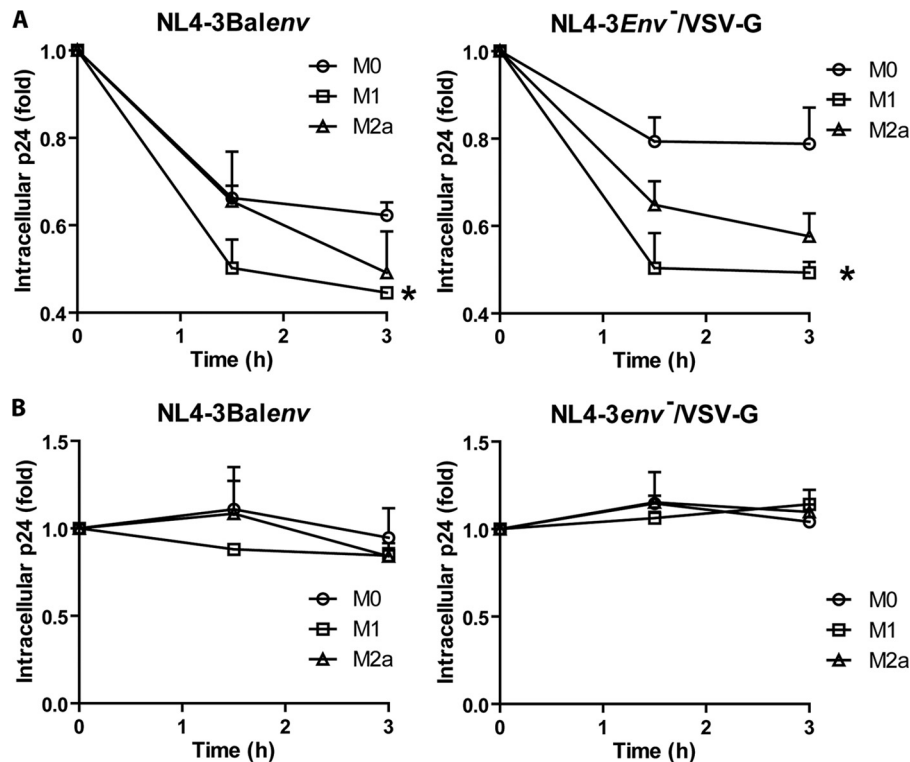 A
NL4-3Balenv
Intracellular p24 (fold)
1.0
0.8
0.6
0.4
0
1
2
3
Time (h)
M0
M1
M2a
*
NL4-3Env⁻/VSV-G
Intracellular p24 (fold)
1.0
0.8
0.6
0.4
0
1
2
3
Time (h)
M0
M1
M2a
*
B
NL4-3Balenv
Intracellular p24 (fold)
1.5
1.0
0.5
0.0
0
1
2
3
Time (h)
M0
M1
M2a
NL4-3env⁻/VSV-G
Intracellular p24 (fold)
1.5
1.0
0.5
0.0
0
1
2
3
Time (h)
M0
M1
M2a